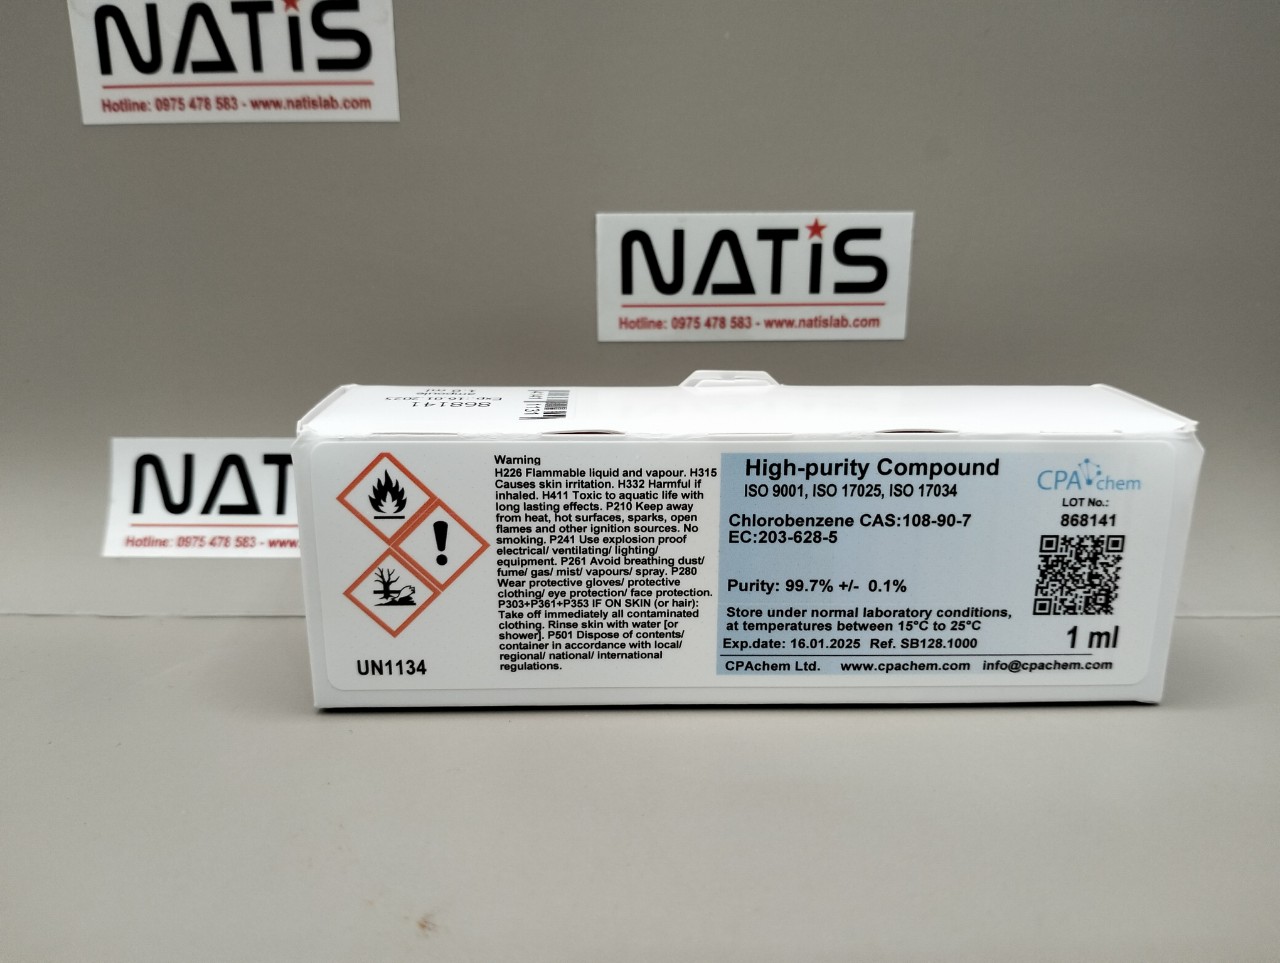 NATiS
Hotline: 0975 478 583 - www.natislab.com
NATiS
Hotline: 0975 478 583 - www.natislab.com
NAT
Hotline: 0975 478 583 - www
868141
Exp.:16.01.2025
ampoule
UN1134
Warning
H226 Flammable liquid and vapour. H315
Causes skin irritation. H332 Harmful if
inhaled. H411 Toxic to aquatic life with
long lasting effects. P210 Keep away
from heat, hot surfaces, sparks, open
flames and other ignition sources. No
smoking. P241 Use explosion proof
electrical/ ventilating/ lighting/
equipment. P261 Avoid breathing dust/
fume/ gas/ mist/ vapours/ spray. P280
Wear protective gloves/ protective
clothing/ eye protection/ face protection.
P303+P361+P353 IF ON SKIN (or hair):
Take off immediately all contaminated
clothing. Rinse skin with water [or
shower]. P501 Dispose of contents/
container in accordance with local/
regional/ national/ international
regulations.
High-purity Compound
ISO 9001, ISO 17025, ISO 17034
Chlorobenzene CAS:108-90-7
EC:203-628-5
Purity: 99.7% +/- 0.1%
Store under normal laboratory conditions,
at temperatures between 15°C to 25°C
Exp.date: 16.01.2025 Ref. SB128.1000
CPAchem Ltd. www.cpachem.com info@cpachem.com
CPAchem
LOT No.:
868141
1 ml